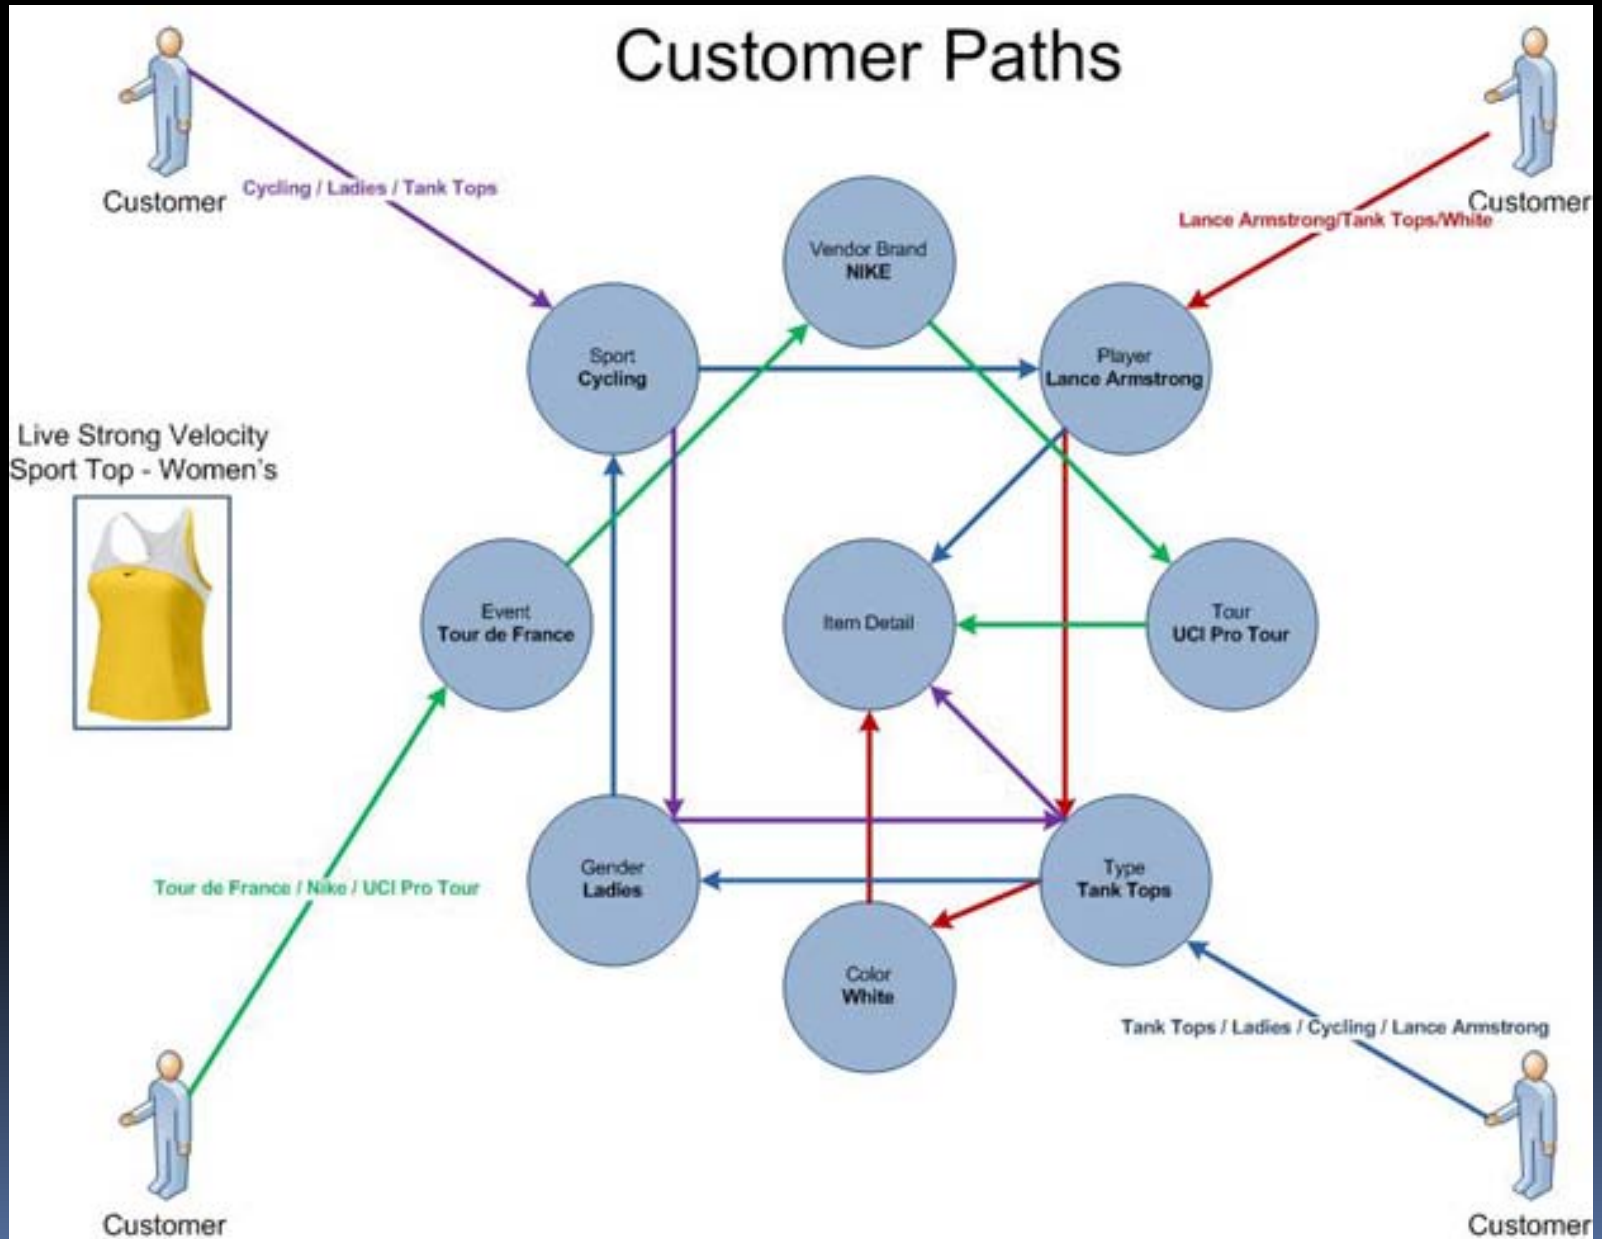 Customer Paths
Customer
Cycling / Ladies / Tank Tops
Customer
Lance Armstrong/Tank Tops/White
Vendor Brand
NIKE
Sport
Cycling
Player
Lance Armstrong
Live Strong Velocity
Sport Top - Women's
Event
Tour de France
Item Detail
Tour
UCI Pro Tour
Gender
Ladies
Type
Tank Tops
Tour de France / Nike / UCI Pro Tour
Color
White
Tank Tops / Ladies / Cycling / Lance Armstrong
Customer
Customer